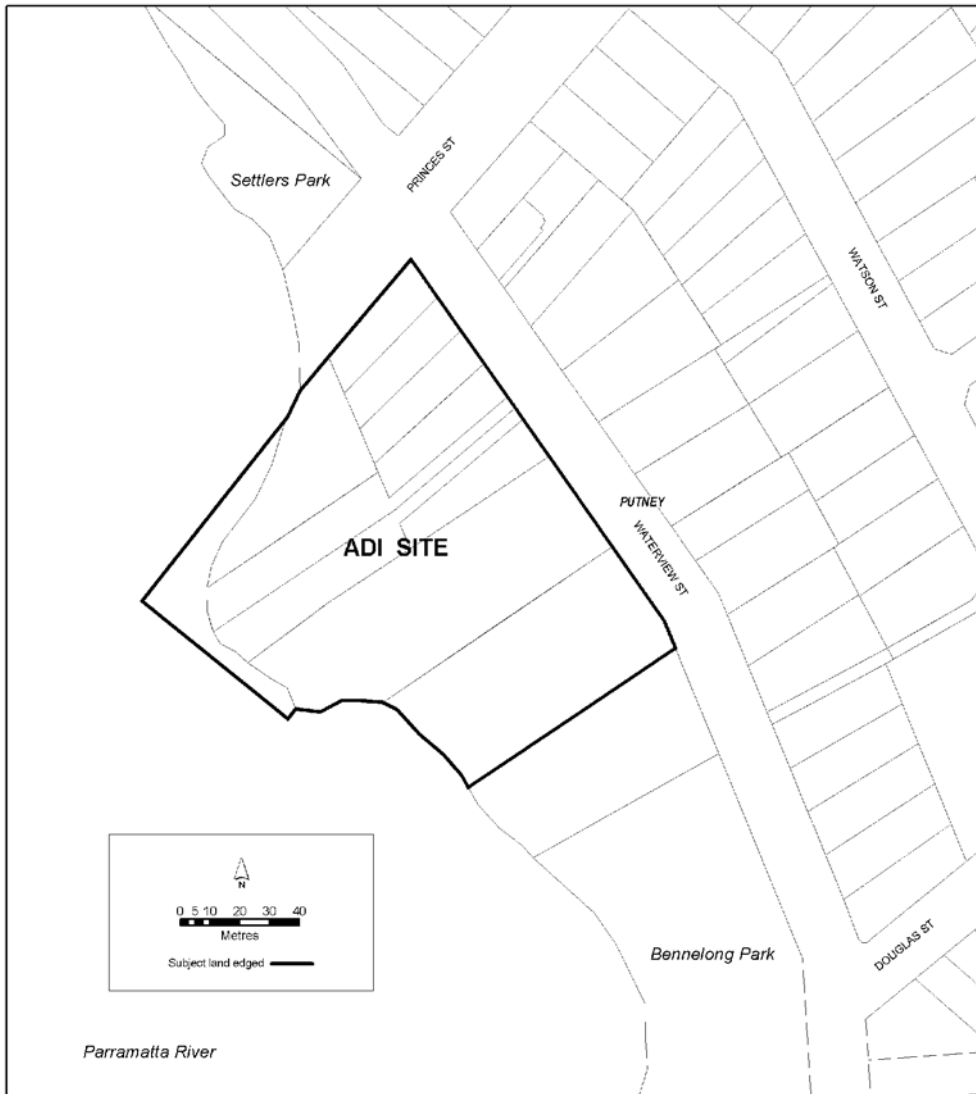 PRINCES ST
Settlers Park
WATSON ST
PUTNEY
WATERVIEW ST
ADI SITE
N
0 5 10 20 30 40
Metres
Subject land edged
Bennelong Park
DOUGLAS ST
Parramatta River